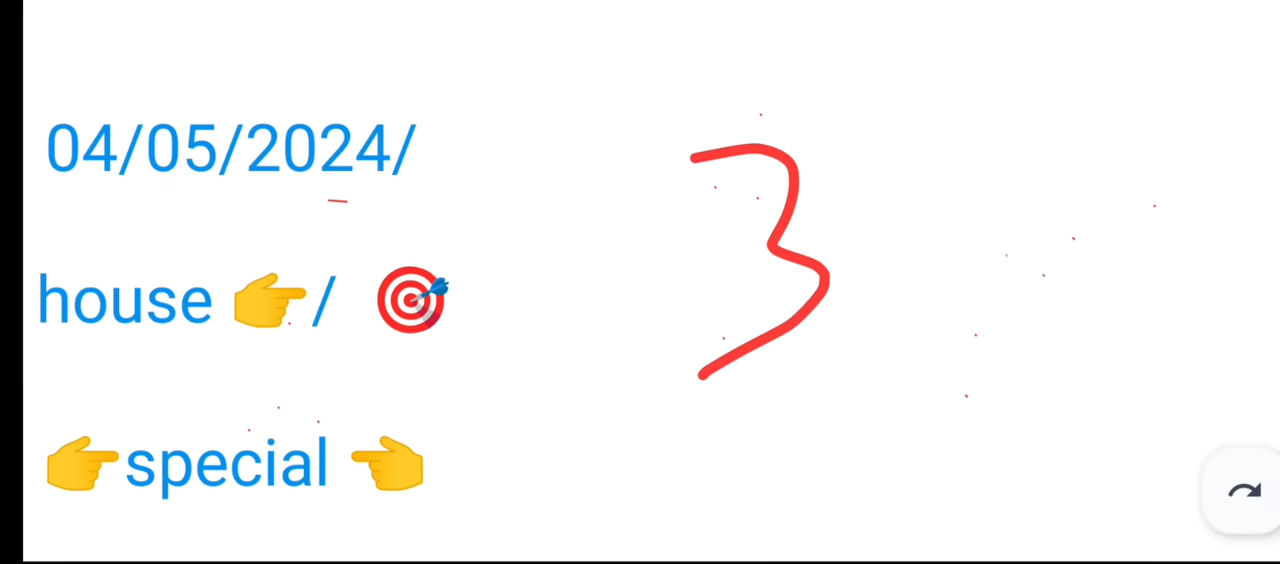 04/05/2024/
house 👉/ 🎯
👉special 👈
3